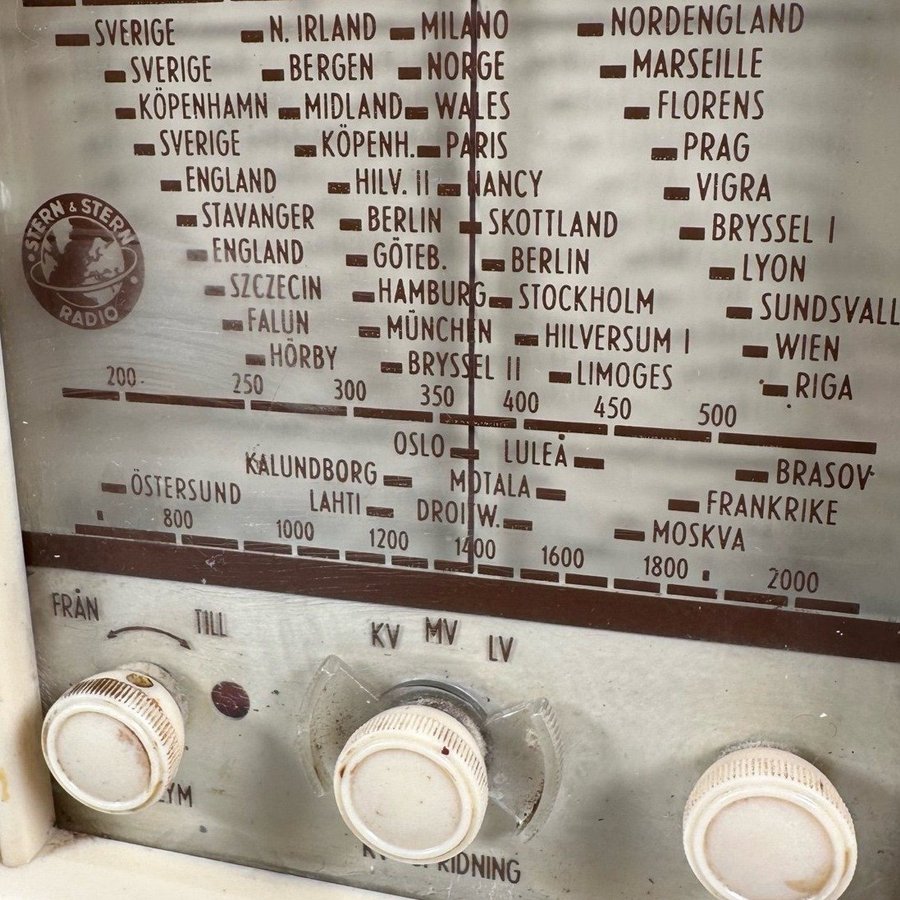 SVERIGE N. IRLAND MILANO NORDENGLAND
SVERIGE BERGEN NORGE MARSEILLE
KÖPENHAMN MIDLAND WALES FLORENS
SVERIGE KÖPENH. PARIS PRAG
ENGLAND HILV. II NANCY VIGRA
STAVANGER BERLIN SKOTTLAND BRYSSEL I
ENGLAND GÖTEB. BERLIN LYON
SZCZECIN HAMBURG STOCKHOLM SUNDSVALL
FALUN MÜNCHEN HILVERSUM I WIEN
HÖRBY BRYSSEL II LIMOGES RIGA
STERN & STERN
RADIO
200 250 300 350 400 450 500
OSLO LULEÅ
KALUNDBORG MOTALA BRASOV
ÖSTERSUND LAHTI DROITW. FRANKRIKE
MOSKVA
800 1000 1200 1400 1600 1800 2000
FRÅN TILL KV MV LV